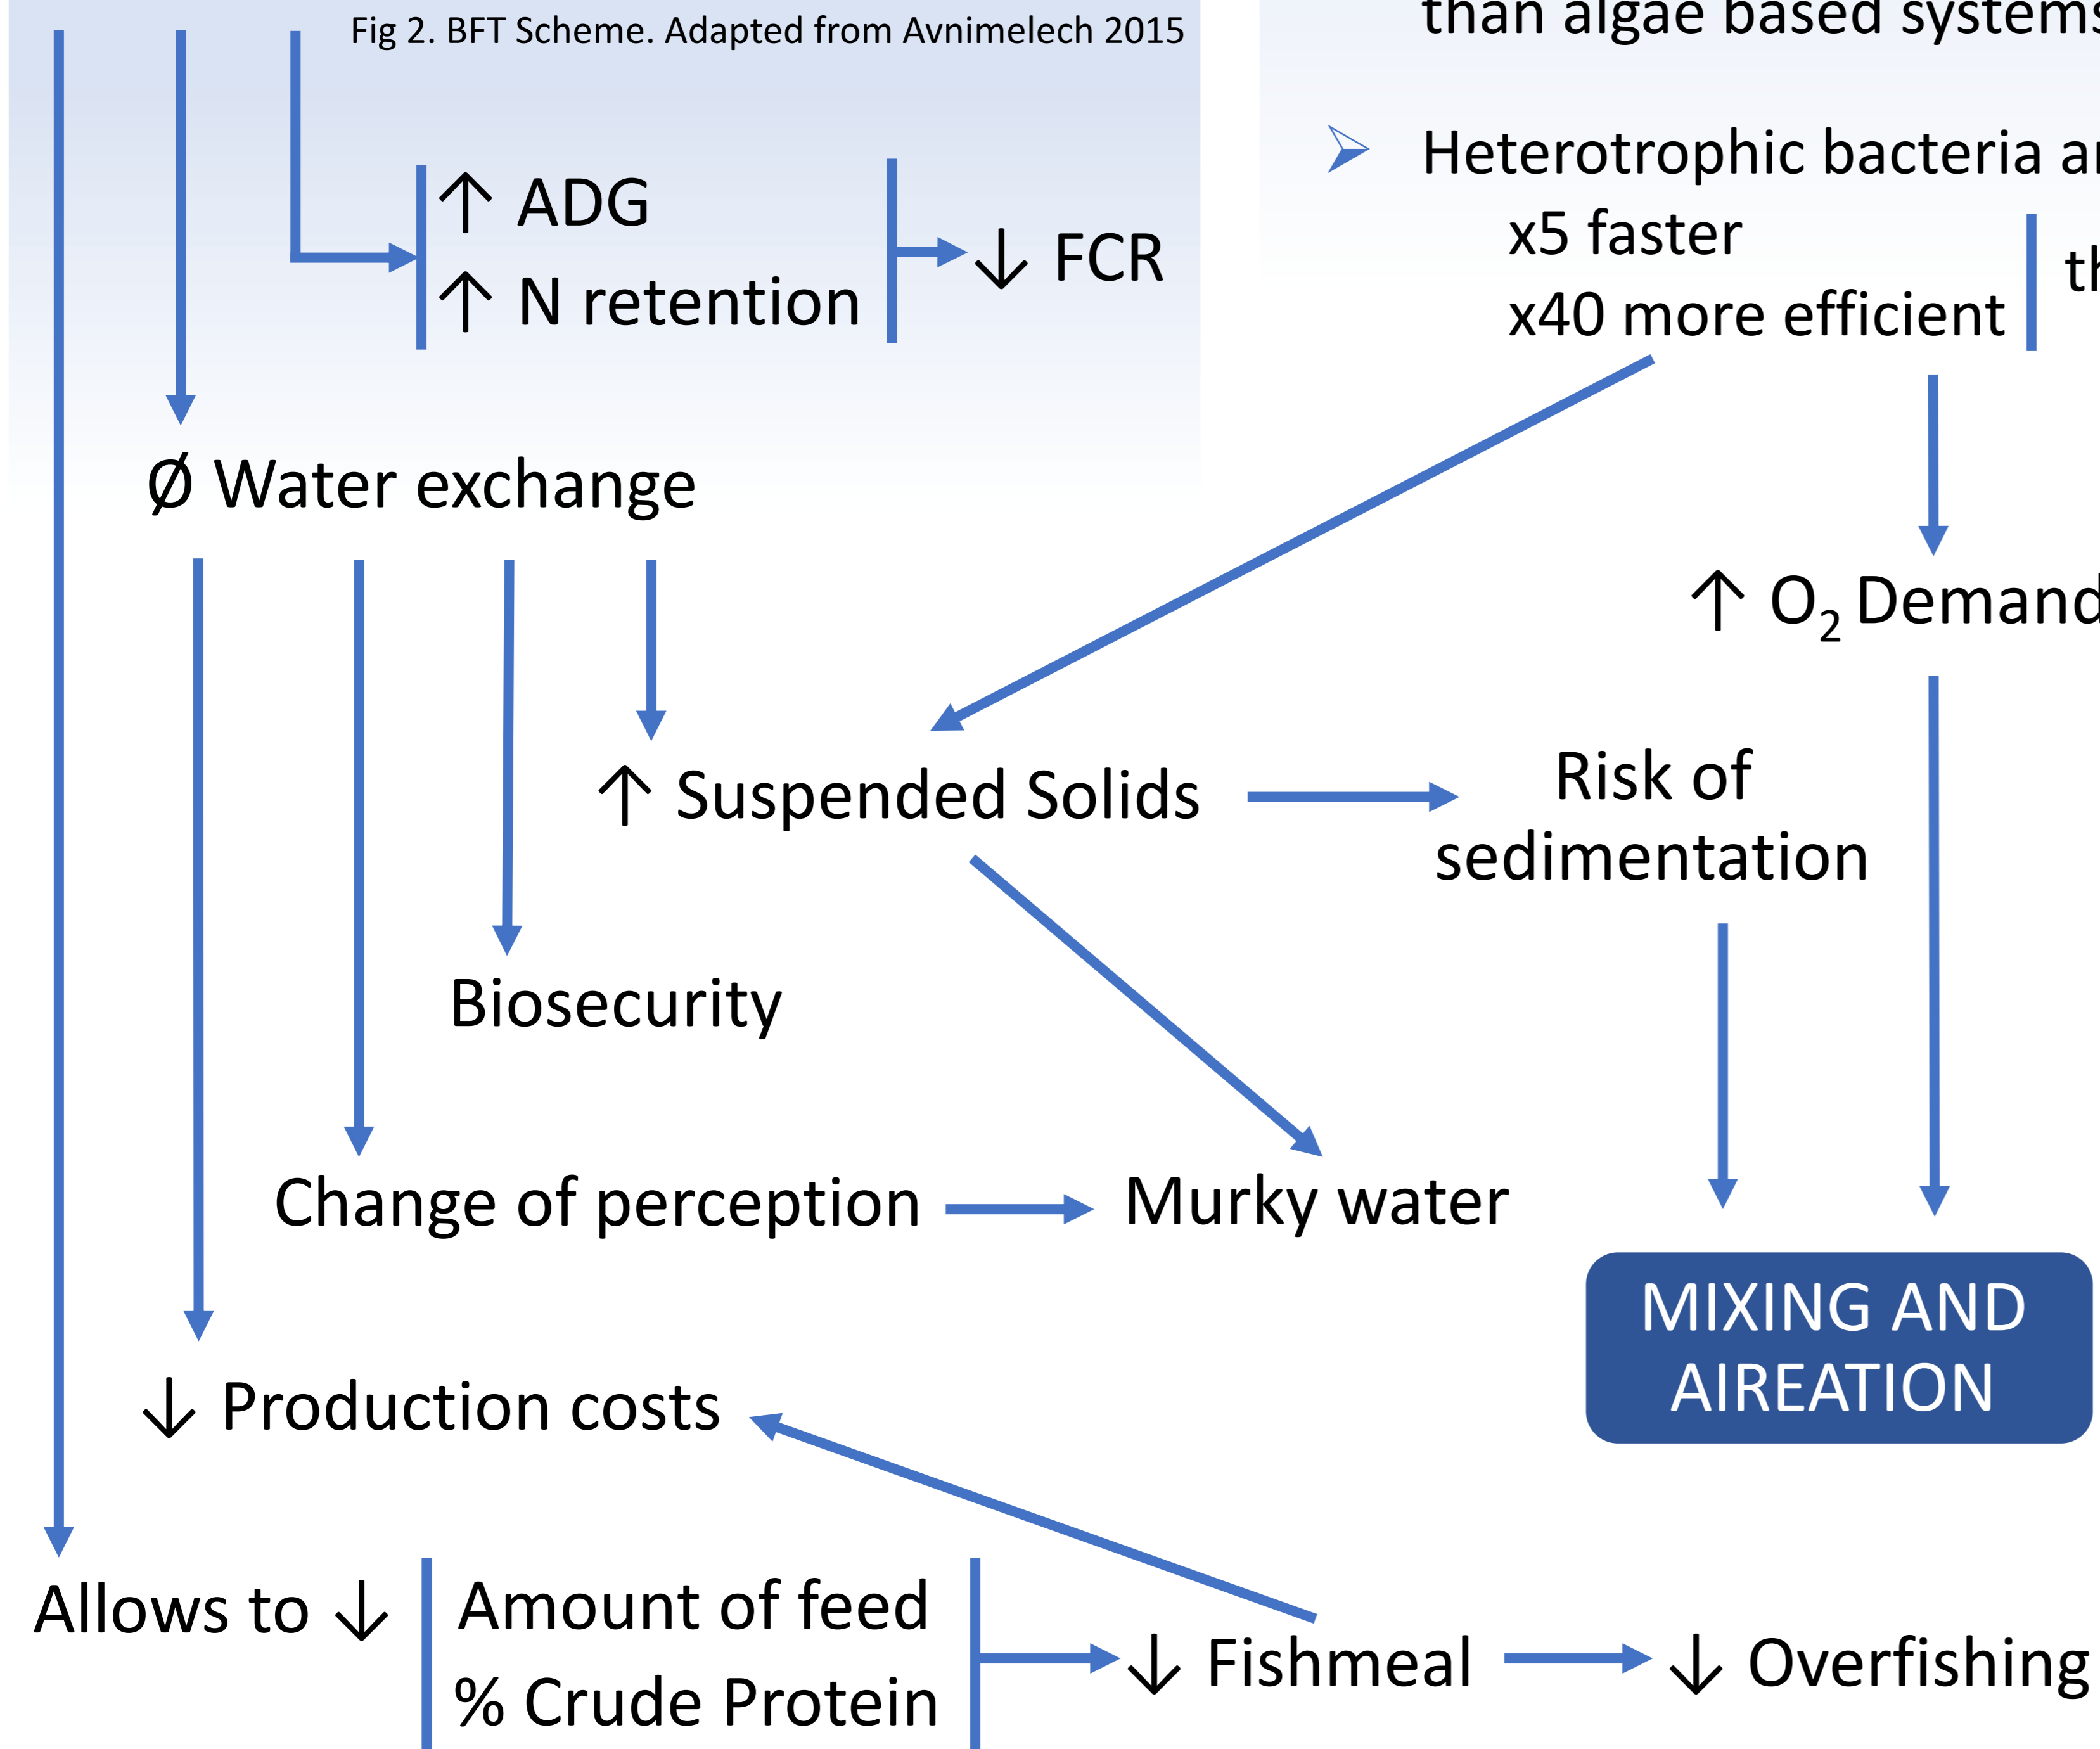 Fig 2. BFT Scheme. Adapted from Avnimelech 2015
↑ ADG
↑ N retention
↓ FCR
than algae based systems
Heterotrophic bacteria
x5 faster
x40 more efficient
Ø Water exchange
↑ O₂ Demand
↑ Suspended Solids
Risk of
sedimentation
Biosecurity
Change of perception
Murky water
MIXING AND
AIREATION
↓ Production costs
Allows to ↓
Amount of feed
% Crude Protein
↓ Fishmeal
↓ Overfishing